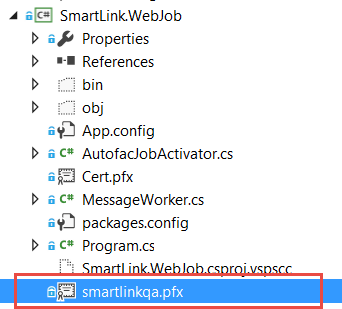 SmartLink.WebJob
Properties
References
bin
obj
App.config
C# AutofacJobActivator.cs
Cert.pfx
C# MessageWorker.cs
packages.config
C# Program.cs
SmartLink.WebJob.csproj.vspscc
smartlinkqa.pfx